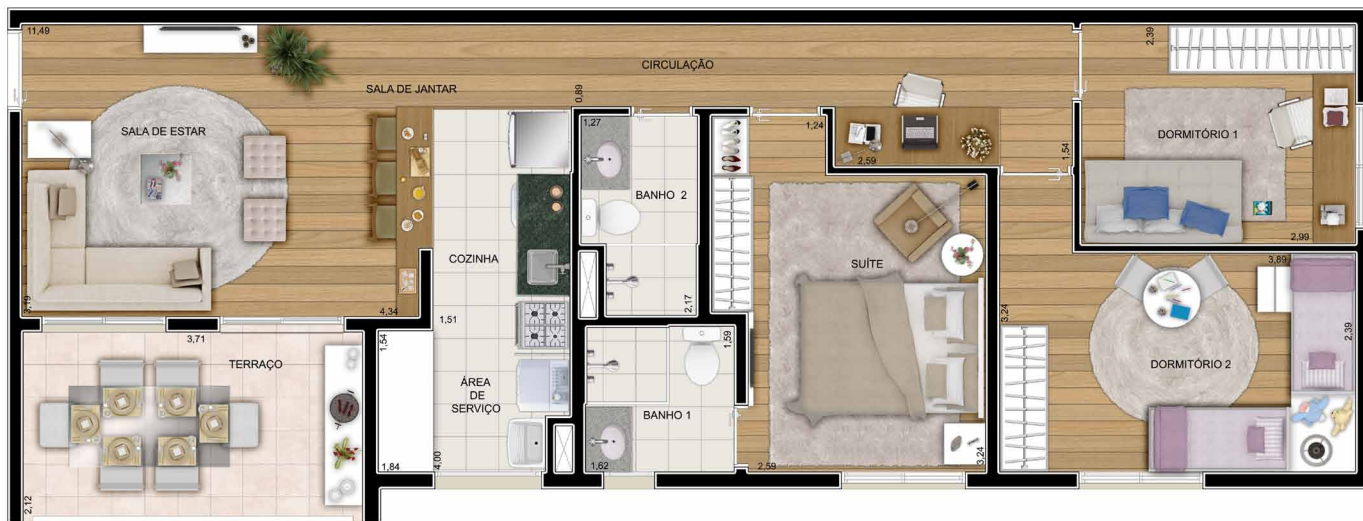 11,49
CIRCULAÇÃO
2,39
SALA DE JANTAR
0,89
SALA DE ESTAR
1,27
1,24
DORMITÓRIO 1
2,59
1,54
BANHO 2
2,99
COZINHA
SUÍTE
3,89
3,19
4,34
2,17
3,24
1,51
3,71
1,54
1,59
2,39
TERRAÇO
DORMITÓRIO 2
ÁREA
DE
SERVIÇO
BANHO 1
1,84
4,00
1,62
2,59
3,24
2,12